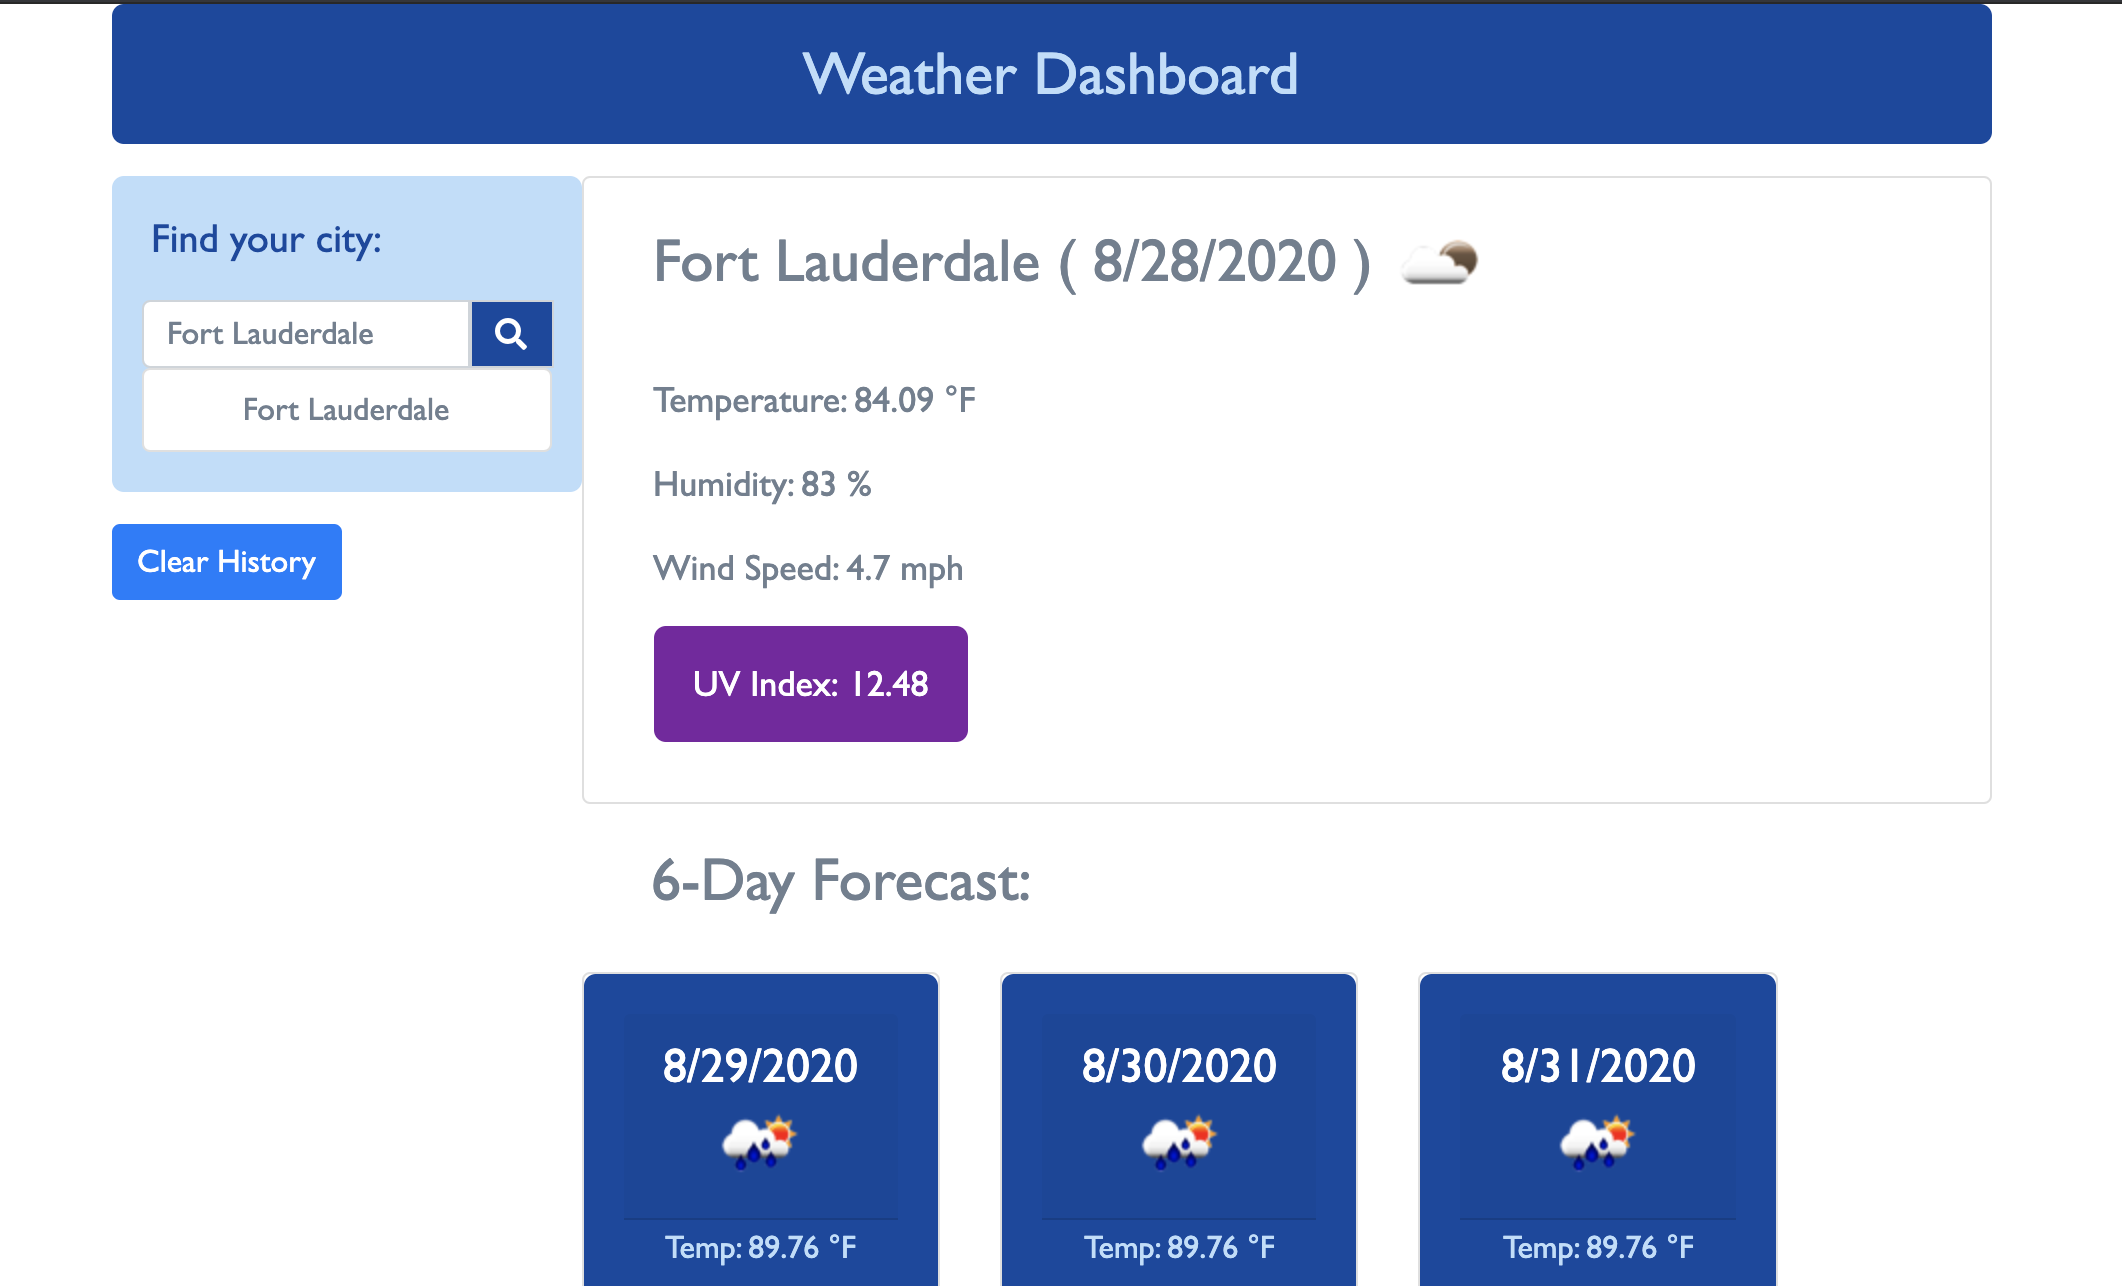 Weather Dashboard
Find your city:
Fort Lauderdale
Fort Lauderdale
Clear History
Fort Lauderdale ( 8/28/2020 )
Temperature: 84.09 °F
Humidity: 83 %
Wind Speed: 4.7 mph
UV Index: 12.48
6-Day Forecast:
8/29/2020
Temp: 89.76 °F
8/30/2020
Temp: 89.76 °F
8/31/2020
Temp: 89.76 °F